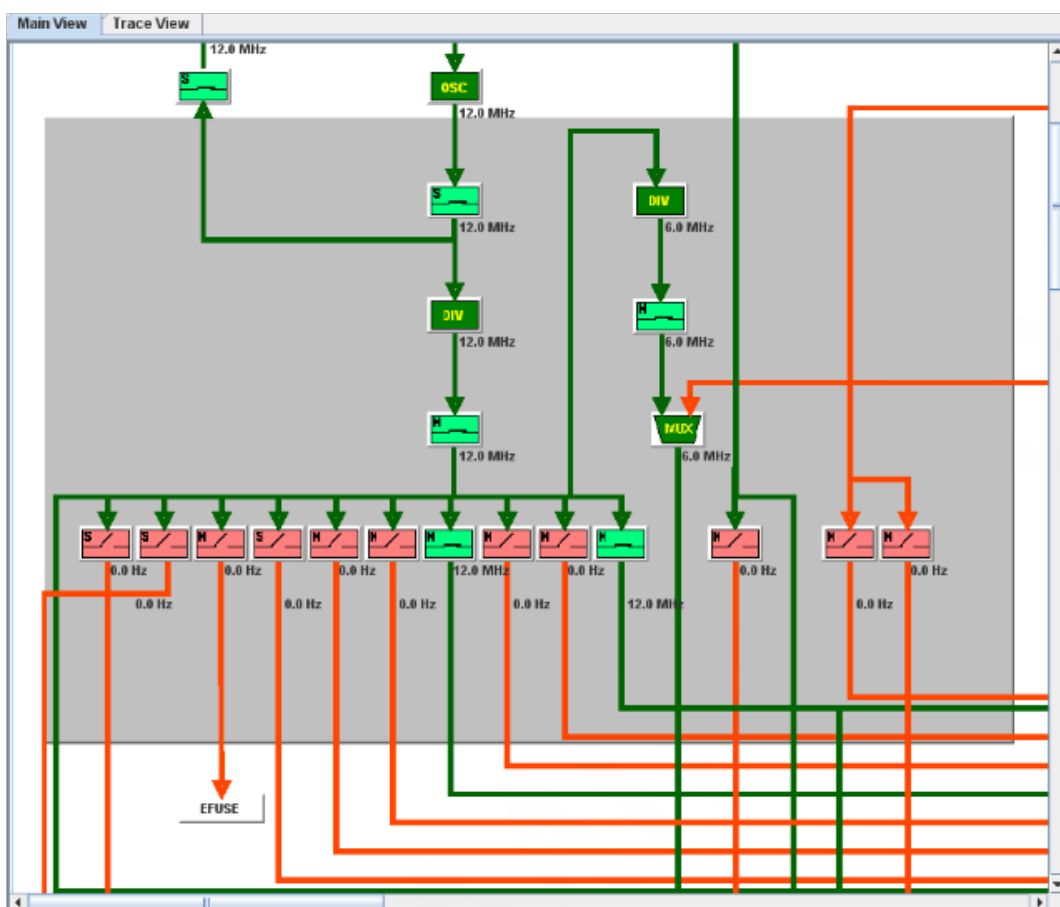 Main View Trace View
12.0 MHz
S
OSC
12.0 MHz
S
DIV
12.0 MHz
6.0 MHz
DIV
H
12.0 MHz
6.0 MHz
H
MUX
12.0 MHz
6.0 MHz
S S H S H H H H H H H H H
0.0 Hz 0.0 Hz 0.0 Hz 12.0 MHz 0.0 Hz 0.0 Hz 0.0 Hz
0.0 Hz 0.0 Hz 0.0 Hz 0.0 Hz 12.0 MHz 0.0 Hz
EFUSE